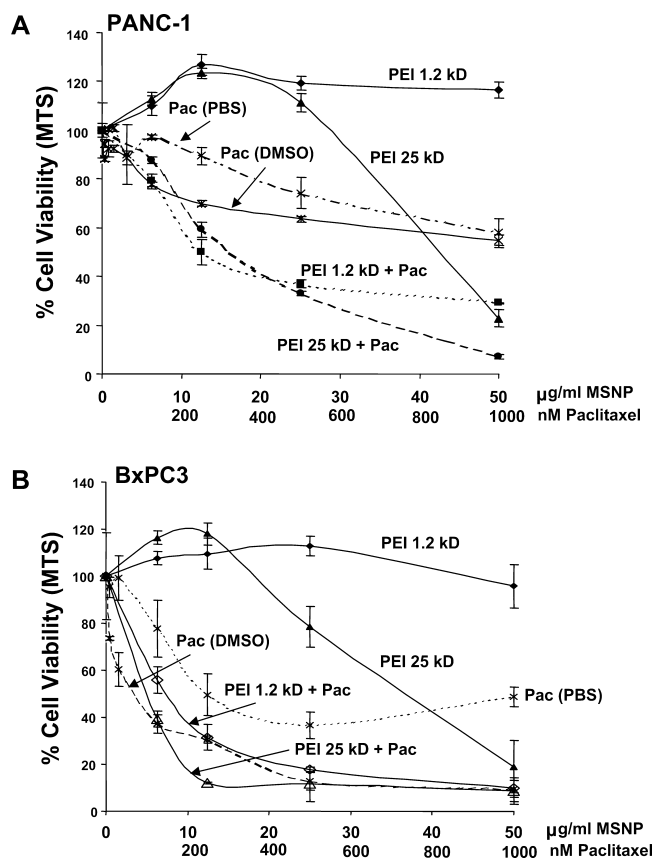 A
PANC-1
% Cell Viability (MTS)
140
120
100
80
60
40
20
0
PEI 1.2 kD
Pac (PBS)
Pac (DMSO)
PEI 25 kD
PEI 1.2 kD + Pac
PEI 25 kD + Pac
0 10 20 30 40 50 µg/ml MSNP
200 400 600 800 1000 nM Paclitaxel
B
BxPC3
% Cell Viability (MTS)
140
120
100
80
60
40
20
0
PEI 1.2 kD
Pac (DMSO)
PEI 25 kD
PEI 1.2 kD + Pac
Pac (PBS)
PEI 25 kD + Pac
0 10 20 30 40 50 µg/ml MSNP
200 400 600 800 1000 nM Paclitaxel